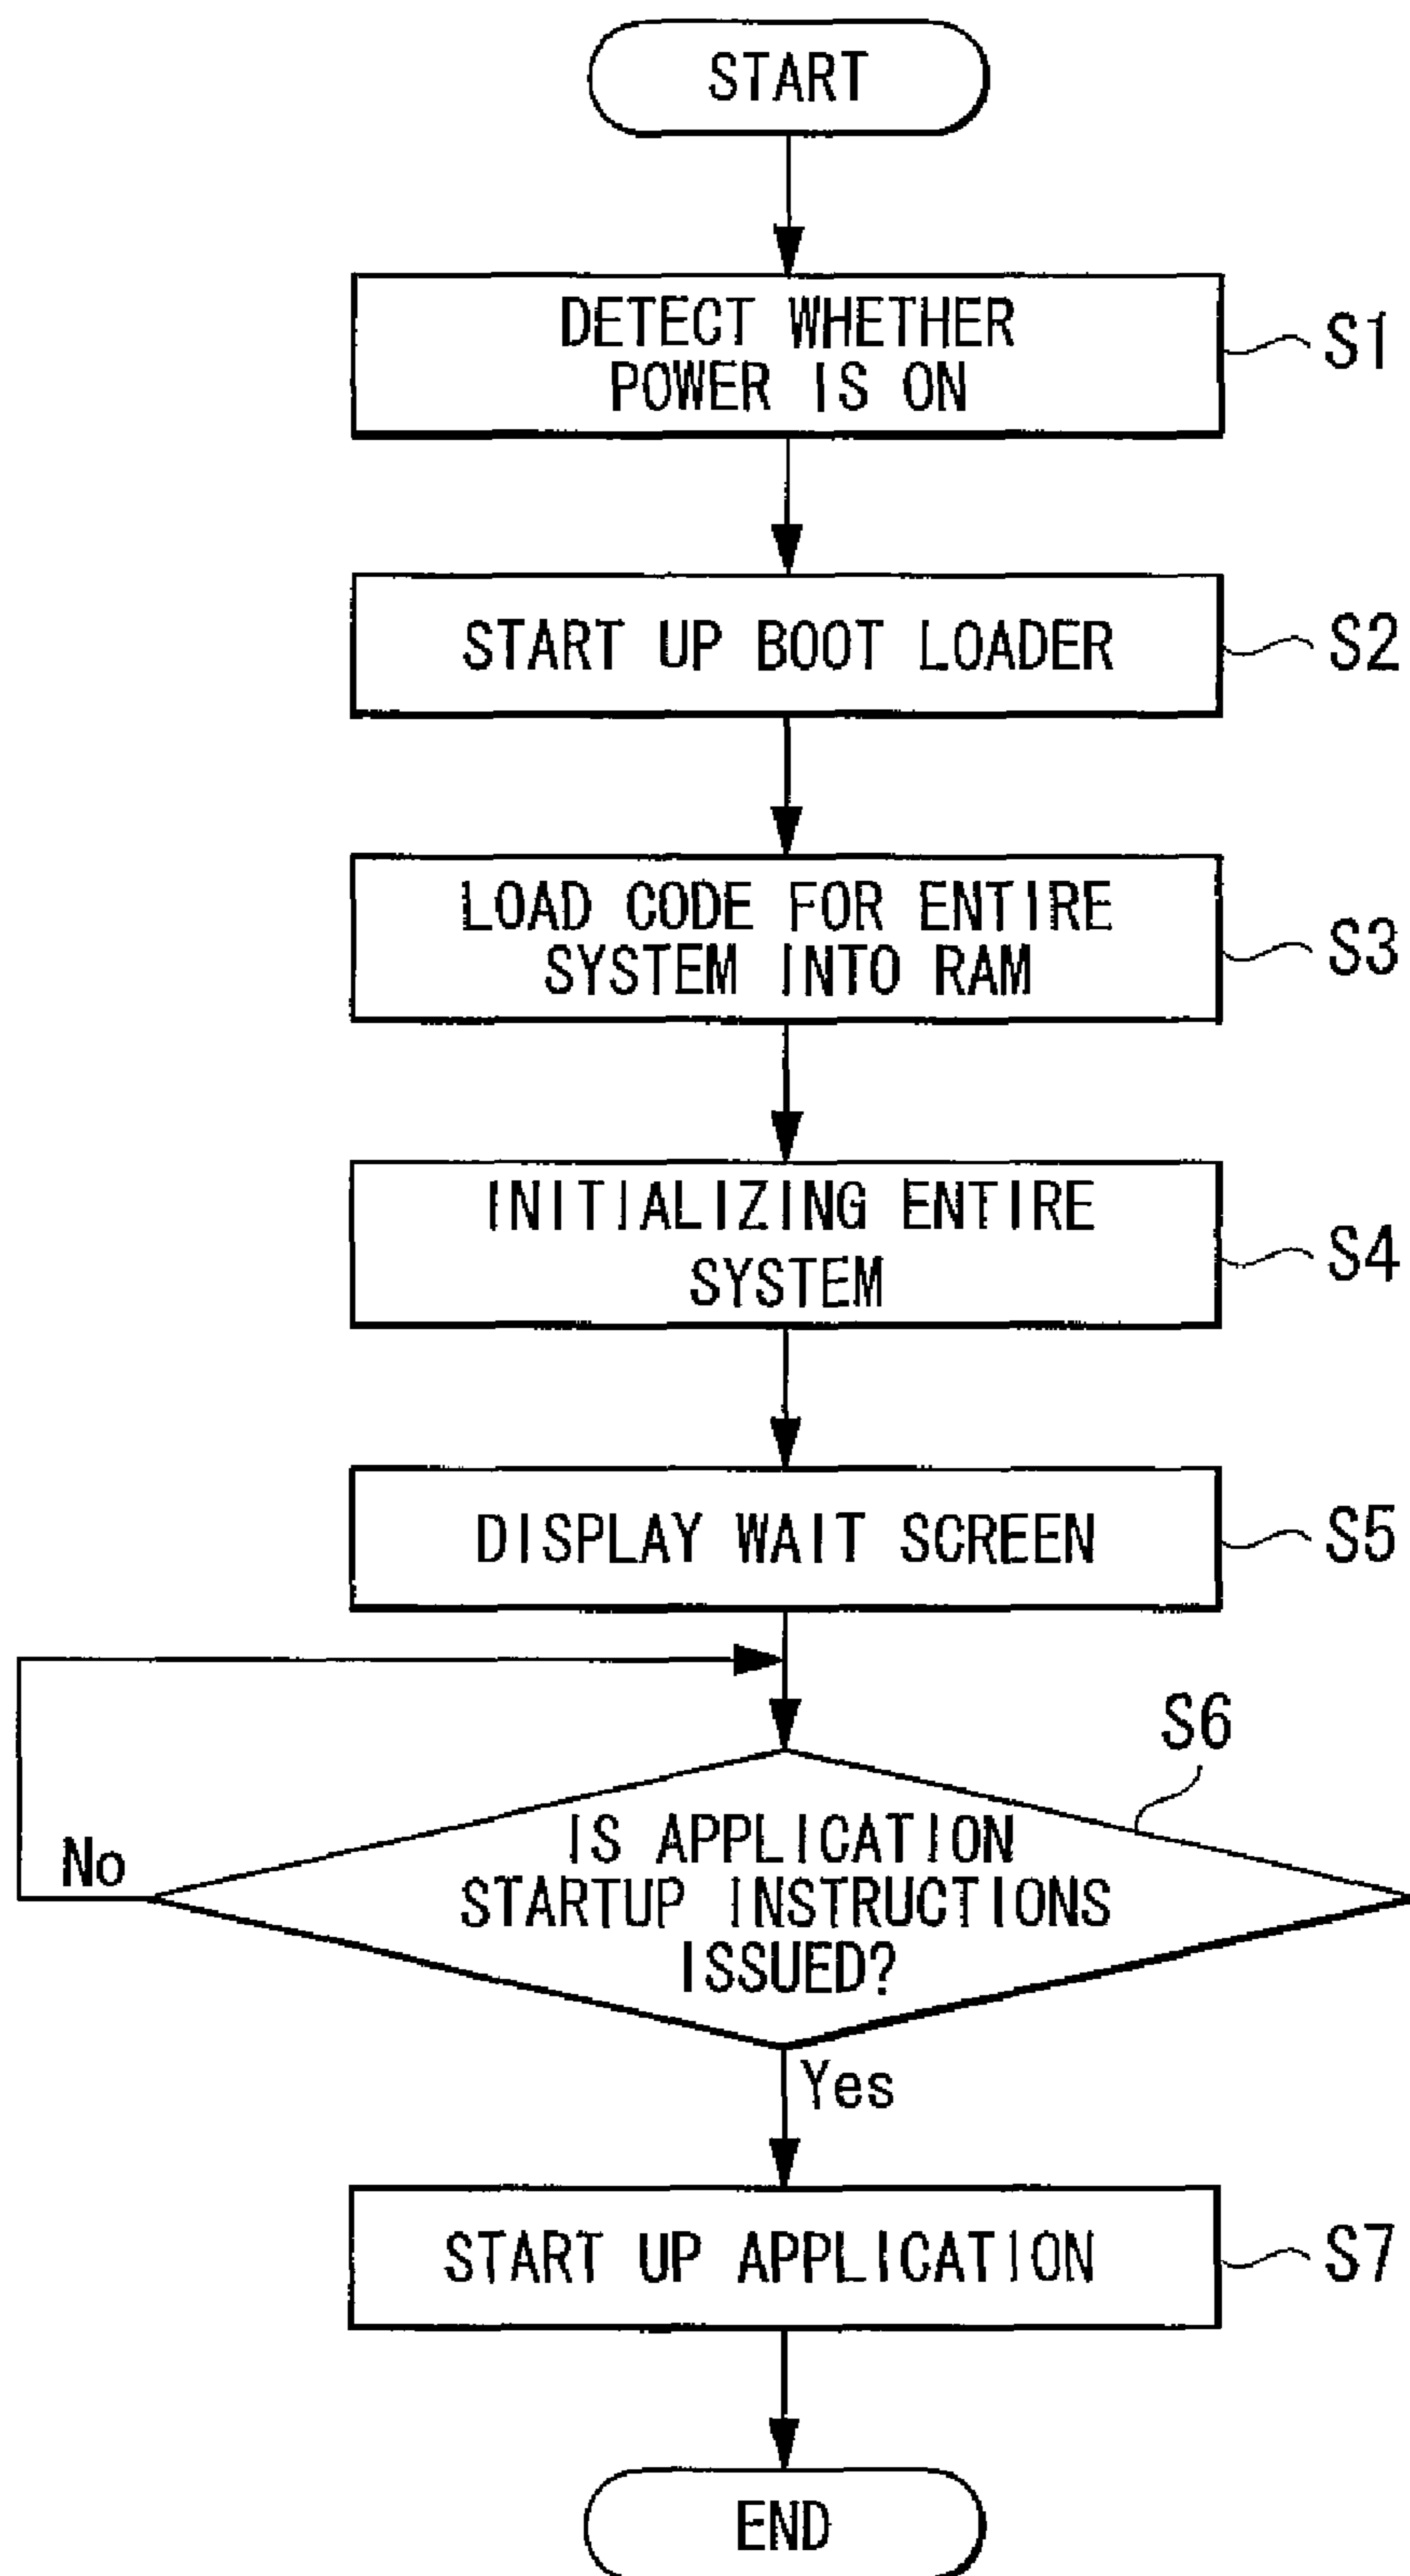 START
DETECT WHETHER
POWER IS ON
S1
START UP BOOT LOADER
S2
LOAD CODE FOR ENTIRE
SYSTEM INTO RAM
S3
INITIALIZING ENTIRE
SYSTEM
S4
DISPLAY WAIT SCREEN
S5
S6
IS APPLICATION
STARTUP INSTRUCTIONS
ISSUED?
No
Yes
START UP APPLICATION
S7
END